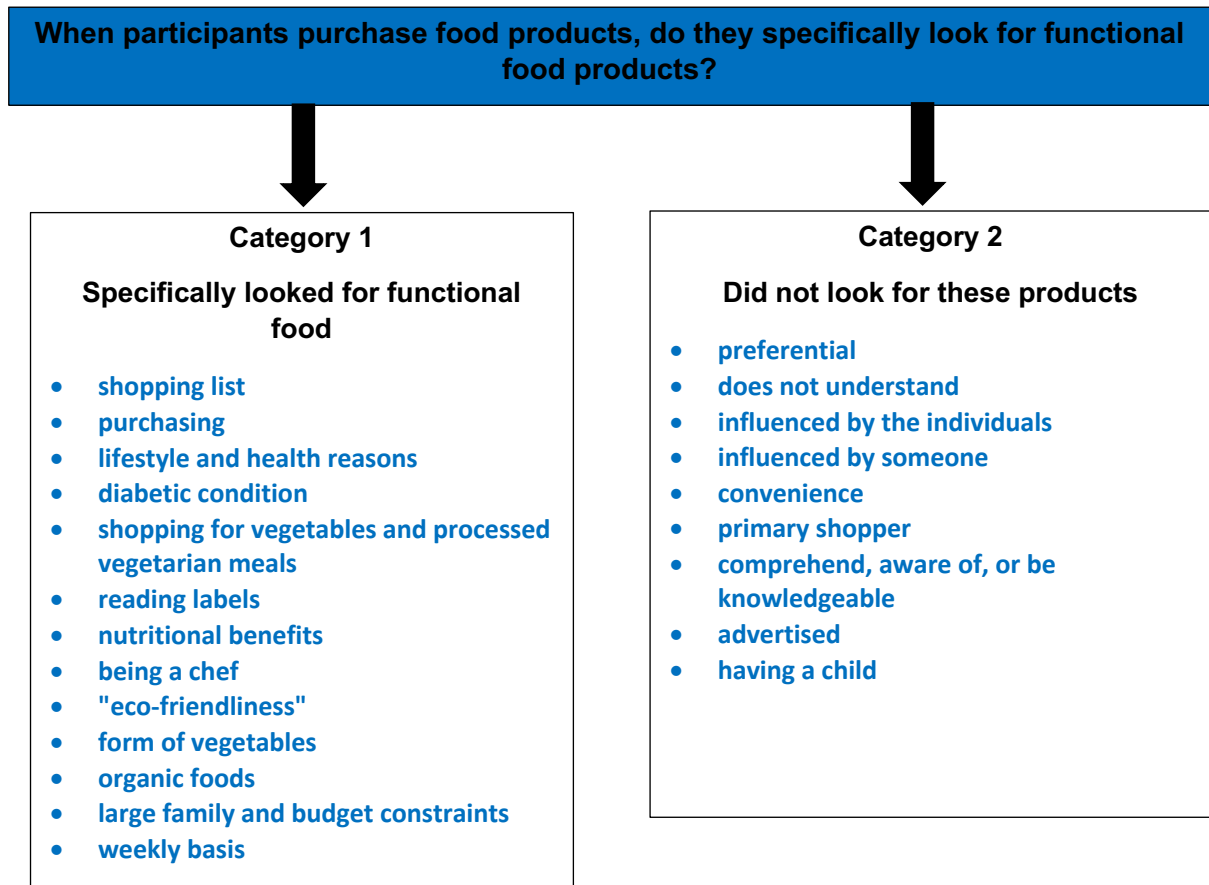 When participants purchase food products, do they specifically look for functional
food products?
Category 1
Specifically looked for functional
food
• shopping list
• purchasing
• lifestyle and health reasons
• diabetic condition
• shopping for vegetables and processed
vegetarian meals
• reading labels
• nutritional benefits
• being a chef
• "eco-friendliness"
• form of vegetables
• organic foods
• large family and budget constraints
• weekly basis
Category 2
Did not look for these products
• preferential
• does not understand
• influenced by the individuals
• influenced by someone
• convenience
• primary shopper
• comprehend, aware of, or be
knowledgeable
• advertised
• having a child